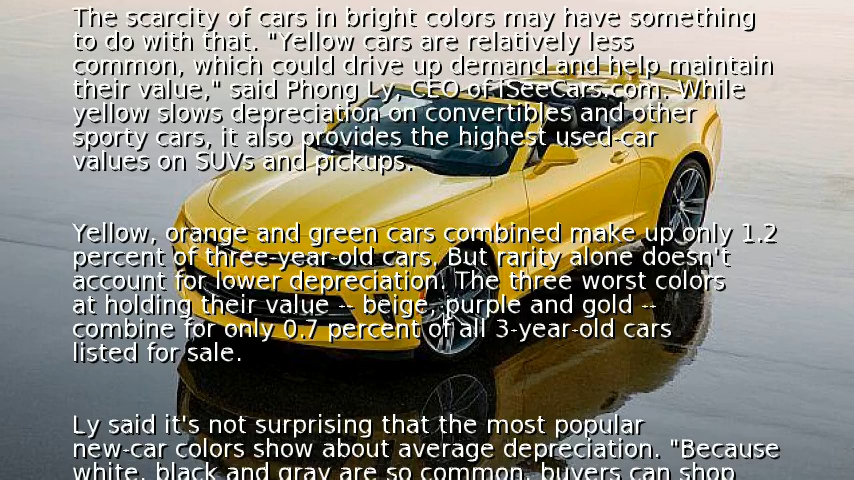 The scarcity of cars in bright colors may have something
to do with that. "Yellow cars are relatively less
common, which could drive up demand and help maintain
their value," said Phong Ly, CEO of iSeeCars.com. While
yellow slows depreciation on convertibles and other
sporty cars, it also provides the highest used-car
values on SUVs and pickups.
Yellow, orange and green cars combined make up only 1.2
percent of three-year-old cars. But rarity alone doesn't
account for lower depreciation. The three worst colors
at holding their value -- beige, purple and gold --
combine for only 0.7 percent of all 3-year-old cars
listed for sale.
Ly said it's not surprising that the most popular
new-car colors show about average depreciation. "Because
white, black and gray are so common, buyers can shop